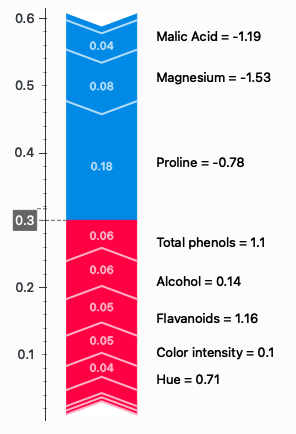 0.6
0.04
Malic Acid = -1.19
0.5
0.08
Magnesium = -1.53
0.4
0.18
Proline = -0.78
0.3
0.06
Total phenols = 1.1
0.2
0.06
Alcohol = 0.14
0.05
Flavanoids = 1.16
0.1
0.05
Color intensity = 0.1
0.04
Hue = 0.71